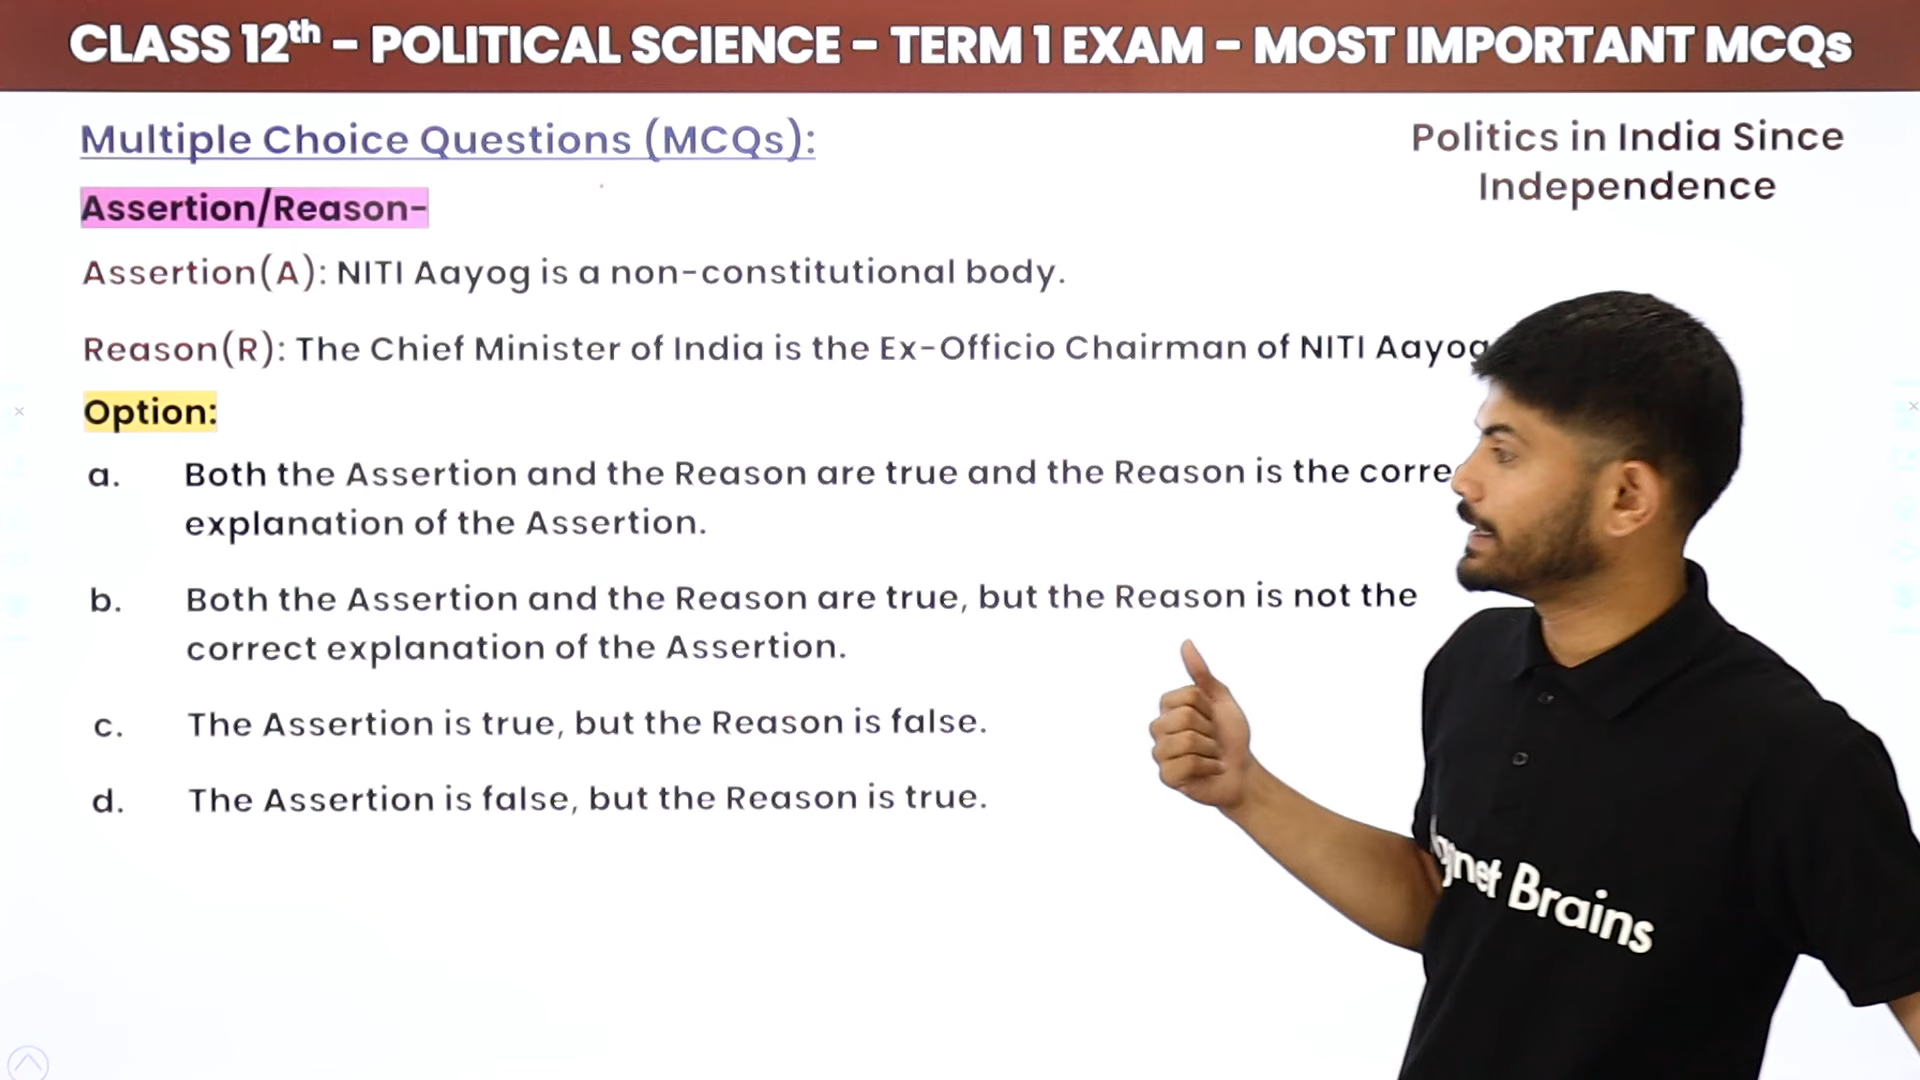 CLASS 12th - POLITICAL SCIENCE - TERM 1 EXAM - MOST IMPORTANT MCQs
Multiple Choice Questions (MCQs):
Politics in India Since
Independence
Assertion/Reason-
Assertion(A): NITI Aayog is a non-constitutional body.
Reason(R): The Chief Minister of India is the Ex-Officio Chairman of NITI Aayog
Option:
a. Both the Assertion and the Reason are true and the Reason is the
explanation of the Assertion.
b. Both the Assertion and the Reason are true, but the Reason is not the
correct explanation of the Assertion.
c. The Assertion is true, but the Reason is false.
d. The Assertion is false, but the Reason is true.
Brains